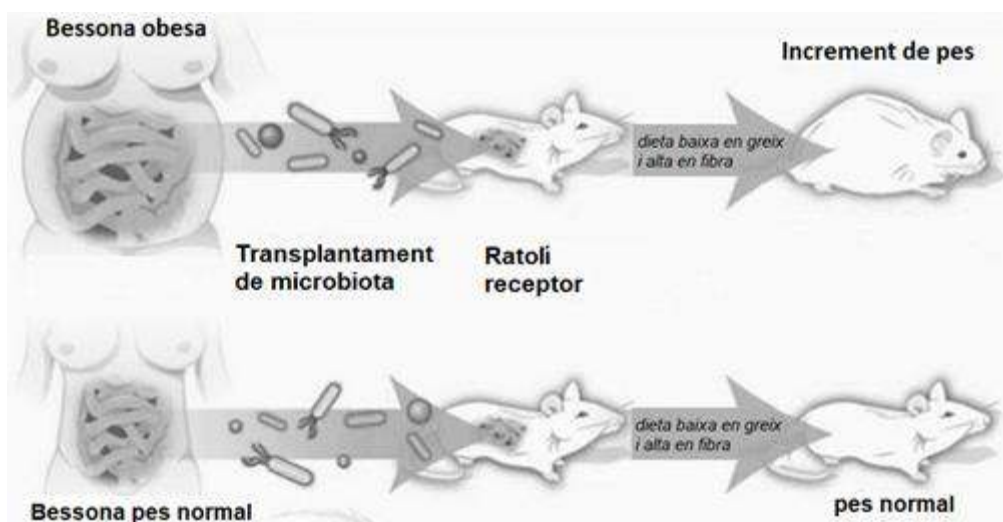 Bessona obesa
Increment de pes
dieta baixa en greix
i alta en fibra
Transplantament
de microbiota
Ratolí
receptor
dieta baixa en greix
i alta en fibra
Bessona pes normal
pes normal